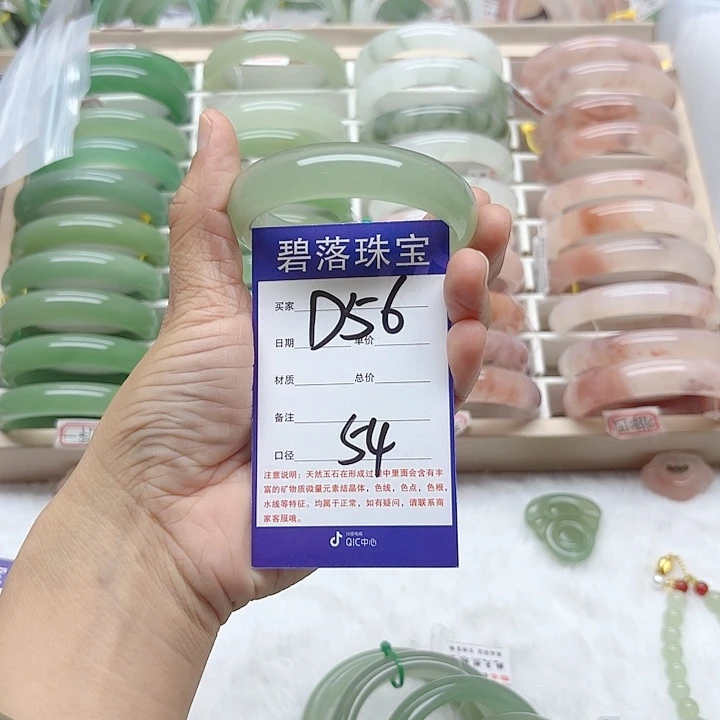 碧落珠宝
买家 D56
日期 单价
材质 总价
备注
口径 54
注意说明：天然玉石在形成过程中里面会含有丰
富的矿物质微量元素结晶体，色线，色点，色根，
水线等特征。均属于正常，如有疑问，请联系商
家客服哦。
抖音电商
QIC中心